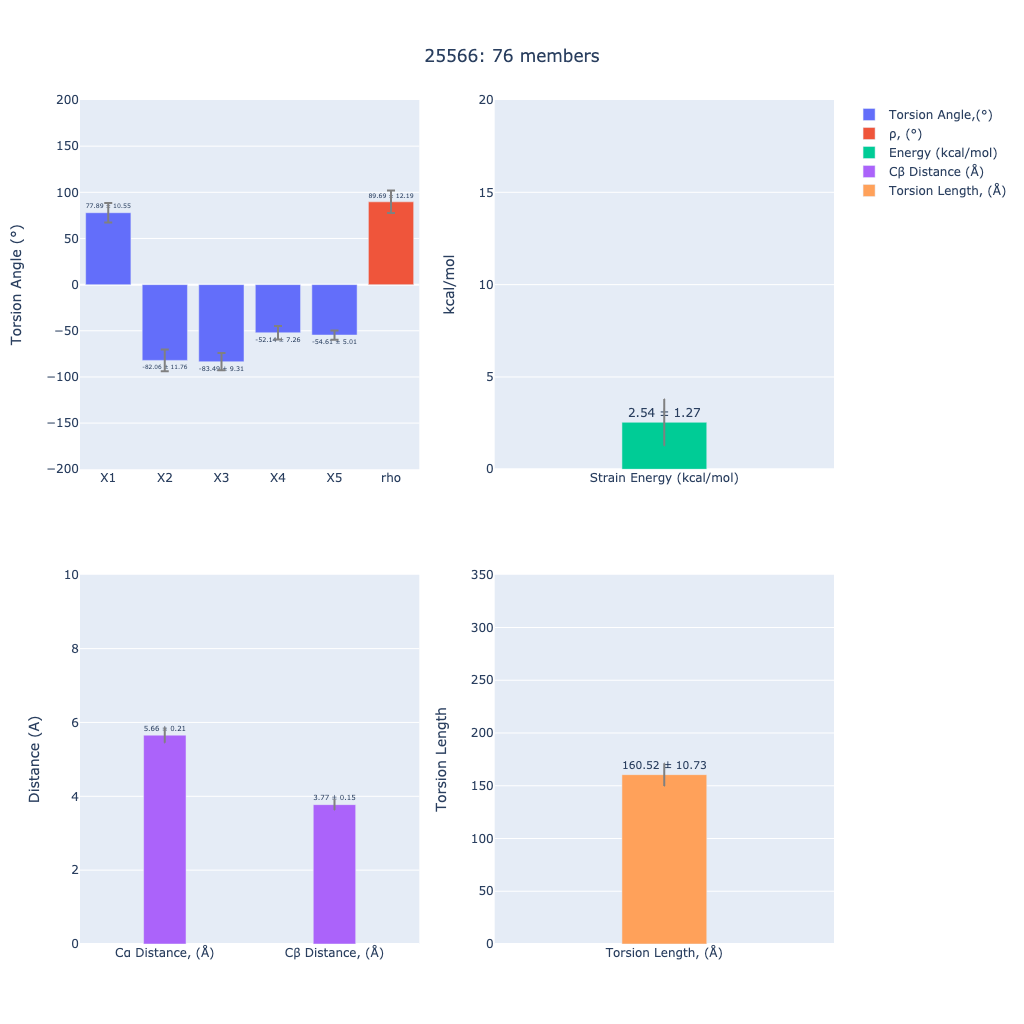 25566: 76 members
Torsion Angle (°)
200
150
100
50
0
−50
−100
−150
−200
77.89 ± 10.55
-82.06 ± 11.76
-83.49 ± 9.31
-52.14 ± 7.26
-54.61 ± 5.01
89.69 ± 12.19
X1 X2 X3 X4 X5 rho
kcal/mol
20
15
10
5
0
2.54 ± 1.27
Strain Energy (kcal/mol)
Torsion Angle,(°)
ρ, (°)
Energy (kcal/mol)
Cβ Distance (Å)
Torsion Length, (Å)
Distance (A)
10
8
6
4
2
0
5.66 ± 0.21
3.77 ± 0.15
Cα Distance, (Å) Cβ Distance, (Å)
Torsion Length
350
300
250
200
150
100
50
0
160.52 ± 10.73
Torsion Length, (Å)